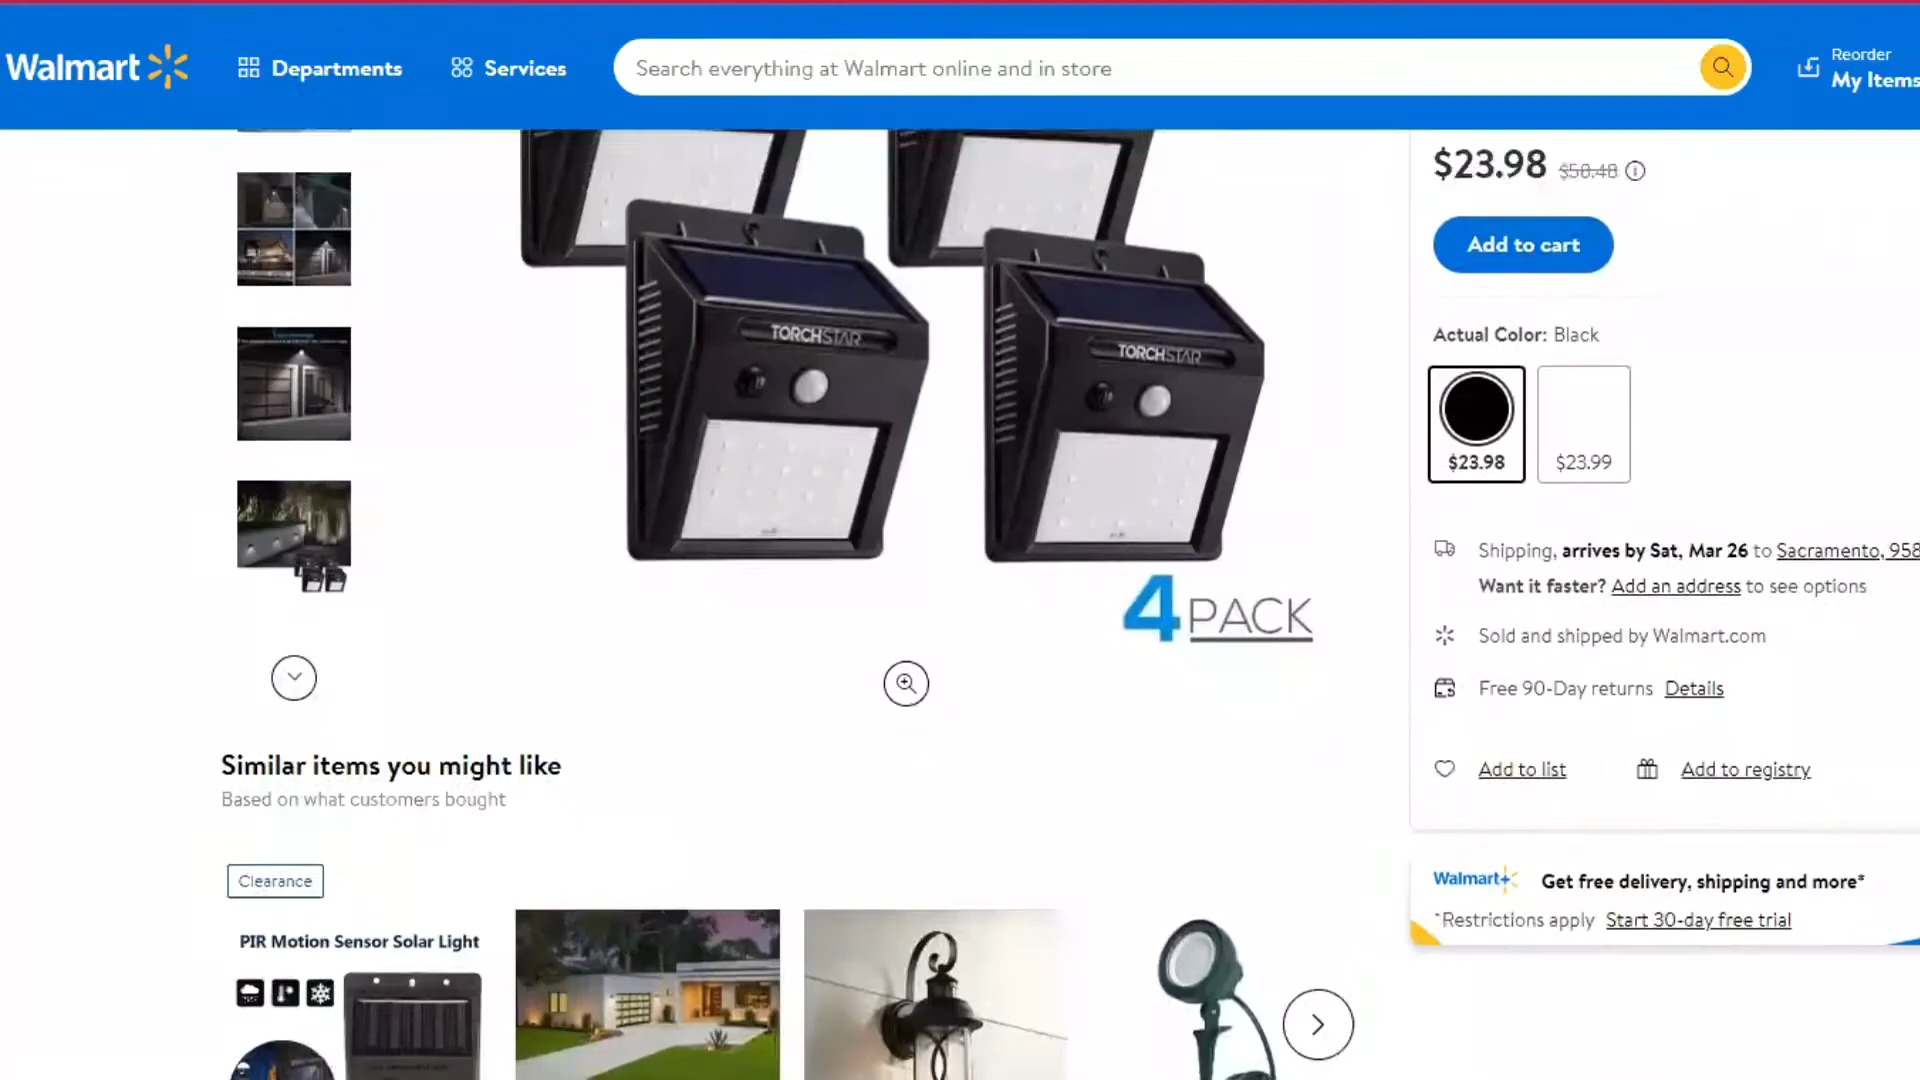 Walmart
Departments
Services
Search everything at Walmart online and in store
Reorder
My Items
$23.98 $58.48
Add to cart
Actual Color: Black
$23.98
$23.99
TORCHSTAR
TORCHSTAR
4 PACK
Shipping, arrives by Sat, Mar 26 to Sacramento, 958
Want it faster? Add an address to see options
Sold and shipped by Walmart.com
Free 90-Day returns Details
Add to list
Add to registry
Similar items you might like
Based on what customers bought
Clearance
PIR Motion Sensor Solar Light
Walmart+ Get free delivery, shipping and more*
*Restrictions apply Start 30-day free trial